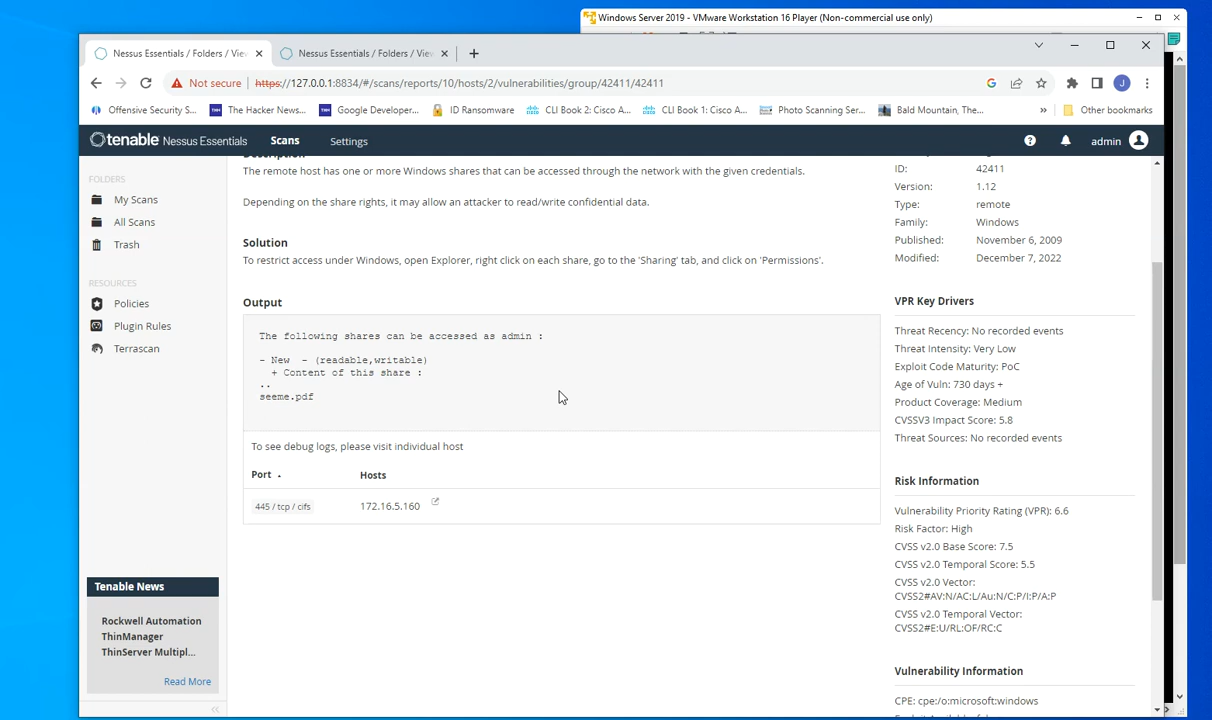 Windows Server 2019 - VMware Workstation 16 Player (Non-commercial use only)
Nessus Essentials / Folders / Viev
Nessus Essentials / Folders / Viev
Not secure
https://127.0.0.1:8834/#/scans/reports/10/hosts/2/vulnerabilities/group/42411/42411
Offensive Security S...
The Hacker News...
Google Developer...
ID Ransomware
CLI Book 2: Cisco A...
CLI Book 1: Cisco A...
Photo Scanning Ser...
Bald Mountain, The...
»
Other bookmarks
tenable Nessus Essentials
Scans
Settings
admin
FOLDERS
My Scans
All Scans
Trash
RESOURCES
Policies
Plugin Rules
Terrascan
Tenable News
Rockwell Automation
ThinManager
ThinServer Multipl...
Read More
Description
The remote host has one or more Windows shares that can be accessed through the network with the given credentials.
Depending on the share rights, it may allow an attacker to read/write confidential data.
Solution
To restrict access under Windows, open Explorer, right click on each share, go to the 'Sharing' tab, and click on 'Permissions'.
Output
The following shares can be accessed as admin :
- New - (readable,writable)
+ Content of this share :
..
seeme.pdf
To see debug logs, please visit individual host
Port
Hosts
445 / tcp / cifs
172.16.5.160
ID: 42411
Version: 1.12
Type: remote
Family: Windows
Published: November 6, 2009
Modified: December 7, 2022
VPR Key Drivers
Threat Recency: No recorded events
Threat Intensity: Very Low
Exploit Code Maturity: PoC
Age of Vuln: 730 days +
Product Coverage: Medium
CVSSV3 Impact Score: 5.8
Threat Sources: No recorded events
Risk Information
Vulnerability Priority Rating (VPR): 6.6
Risk Factor: High
CVSS v2.0 Base Score: 7.5
CVSS v2.0 Temporal Score: 5.5
CVSS v2.0 Vector:
CVSS2#AV:N/AC:L/Au:N/C:P/I:P/A:P
CVSS v2.0 Temporal Vector:
CVSS2#E:U/RL:OF/RC:C
Vulnerability Information
CPE: cpe:/o:microsoft:windows